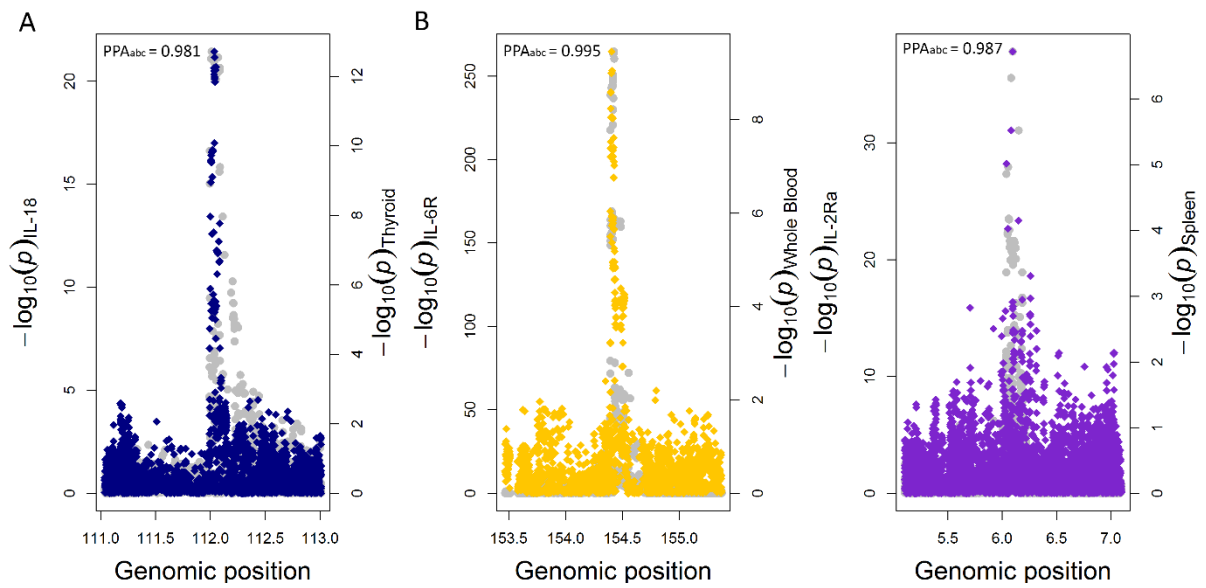 A
PPAabc = 0.981
−log10(p)IL-18
20
15
10
5
0
12
10
8
6
4
2
0
−log10(p)Thyroid
111.0 111.5 112.0 112.5 113.0
Genomic position
B
PPAabc = 0.995
−log10(p)IL-6R
250
200
150
100
50
0
8
6
4
2
0
−log10(p)Whole Blood
153.5 154.0 154.5 155.0
Genomic position
PPAabc = 0.987
−log10(p)IL-2Ra
30
20
10
0
6
5
4
3
2
1
0
−log10(p)Spleen
5.5 6.0 6.5 7.0
Genomic position